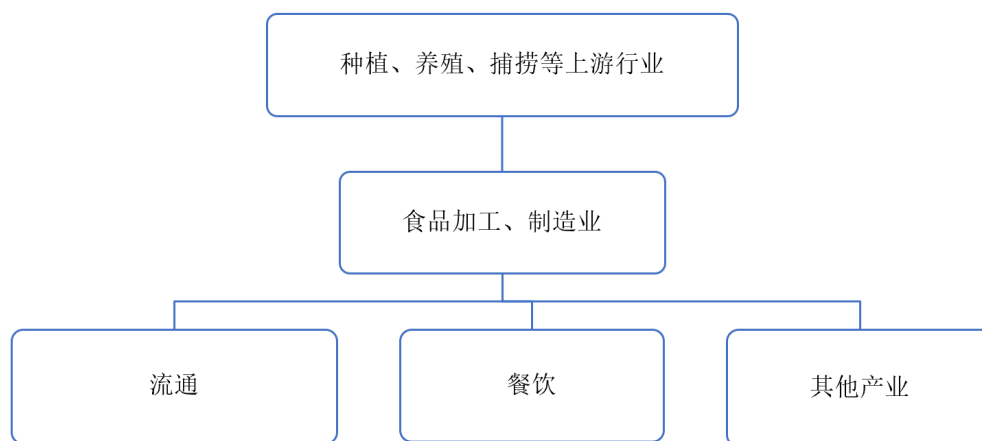 种植、养殖、捕捞等上游行业
食品加工、制造业
流通
餐饮
其他产业